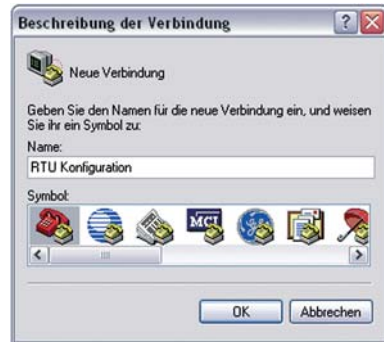 Beschreibung der Verbindung
Neue Verbindung
Geben Sie den Namen für die neue Verbindung ein, und weisen
Sie ihr ein Symbol zu:
Name:
RTU Konfiguration
Symbol:
MCI
OK
Abbrechen